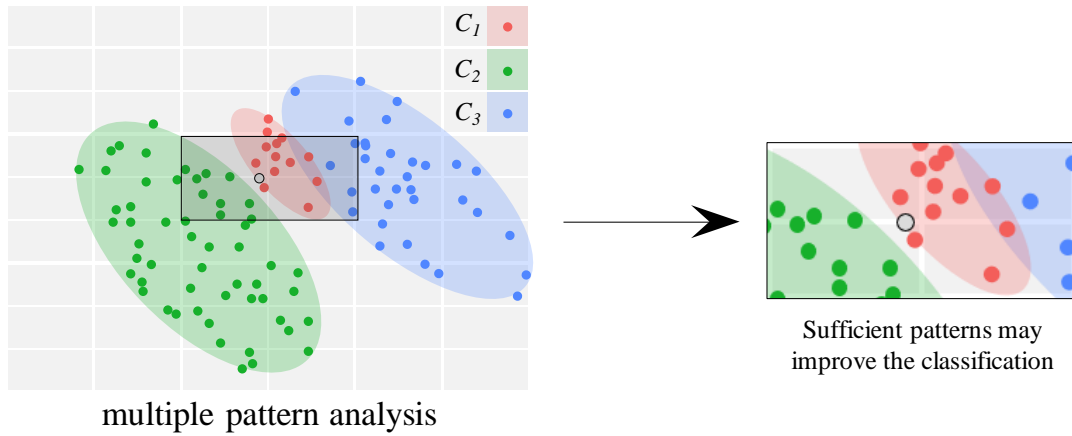 C1
C2
C3
multiple pattern analysis
Sufficient patterns may
improve the classification